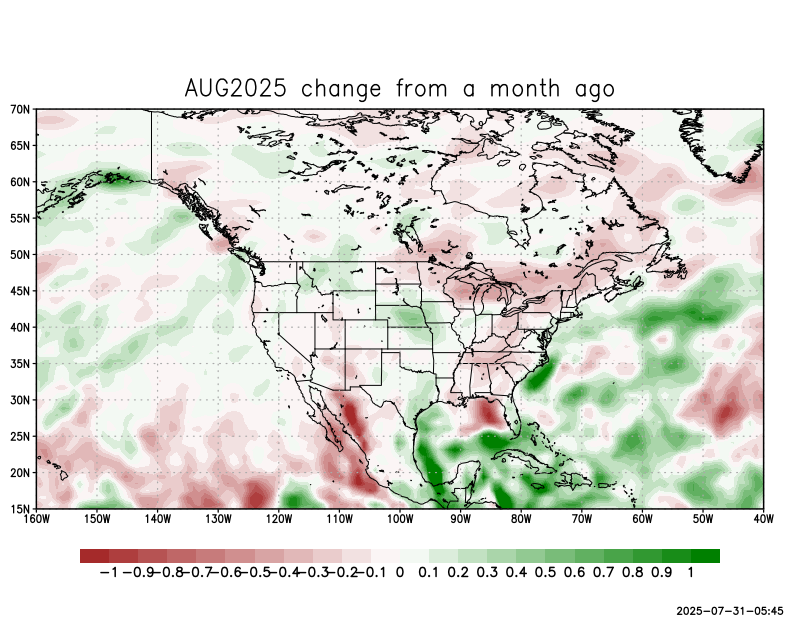 AUG2025 change from a month ago
70N
65N
60N
55N
50N
45N
40N
35N
30N
25N
20N
15N
160W 150W 140W 130W 120W 110W 100W 90W 80W 70W 60W 50W 40W
-1 -0.9 -0.8 -0.7 -0.6 -0.5 -0.4 -0.3 -0.2 -0.1 0 0.1 0.2 0.3 0.4 0.5 0.6 0.7 0.8 0.9 1
2025-07-31-05:45